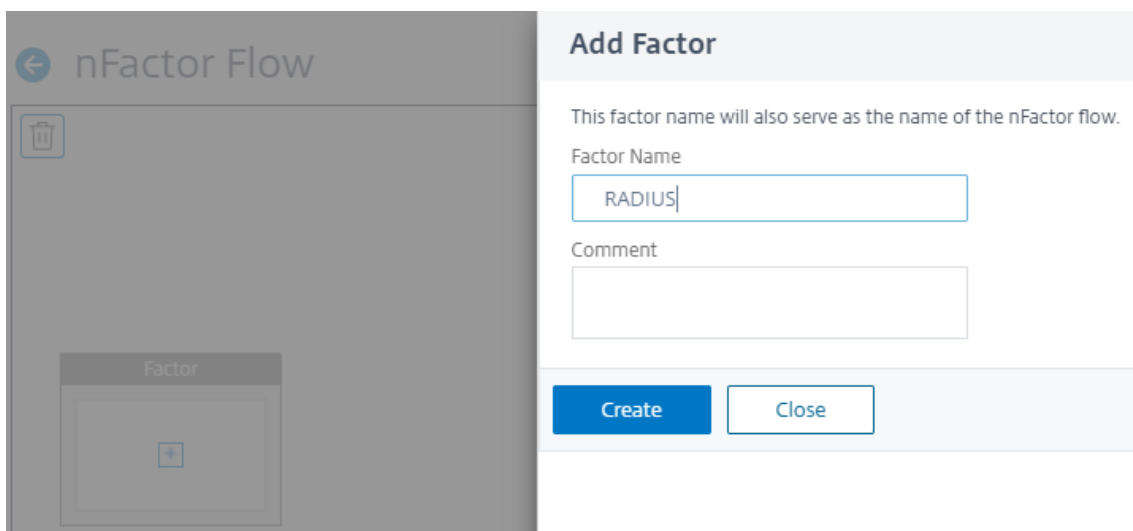 nFactor Flow
Factor
Add Factor
This factor name will also serve as the name of the nFactor flow.
Factor Name
RADIUS
Comment
Create
Close